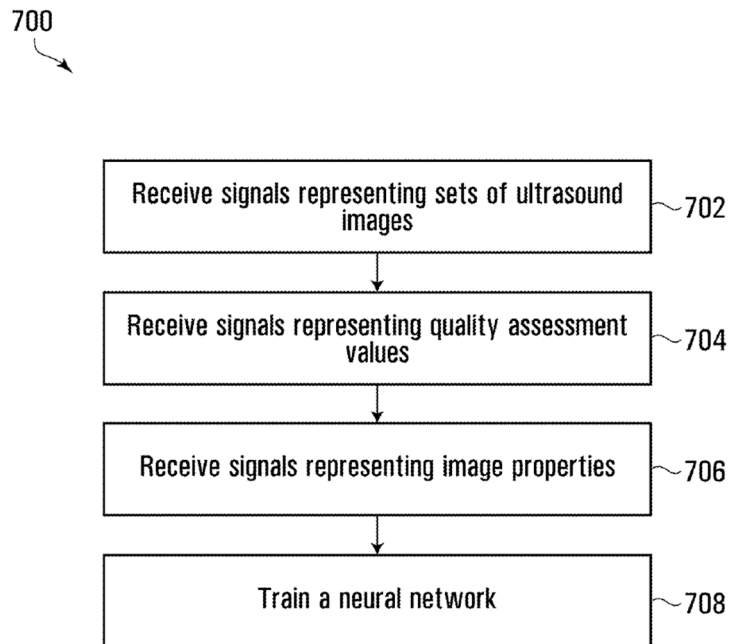 700
Receive signals representing sets of ultrasound
images
702
Receive signals representing quality assessment
values
704
Receive signals representing image properties
706
Train a neural network
708